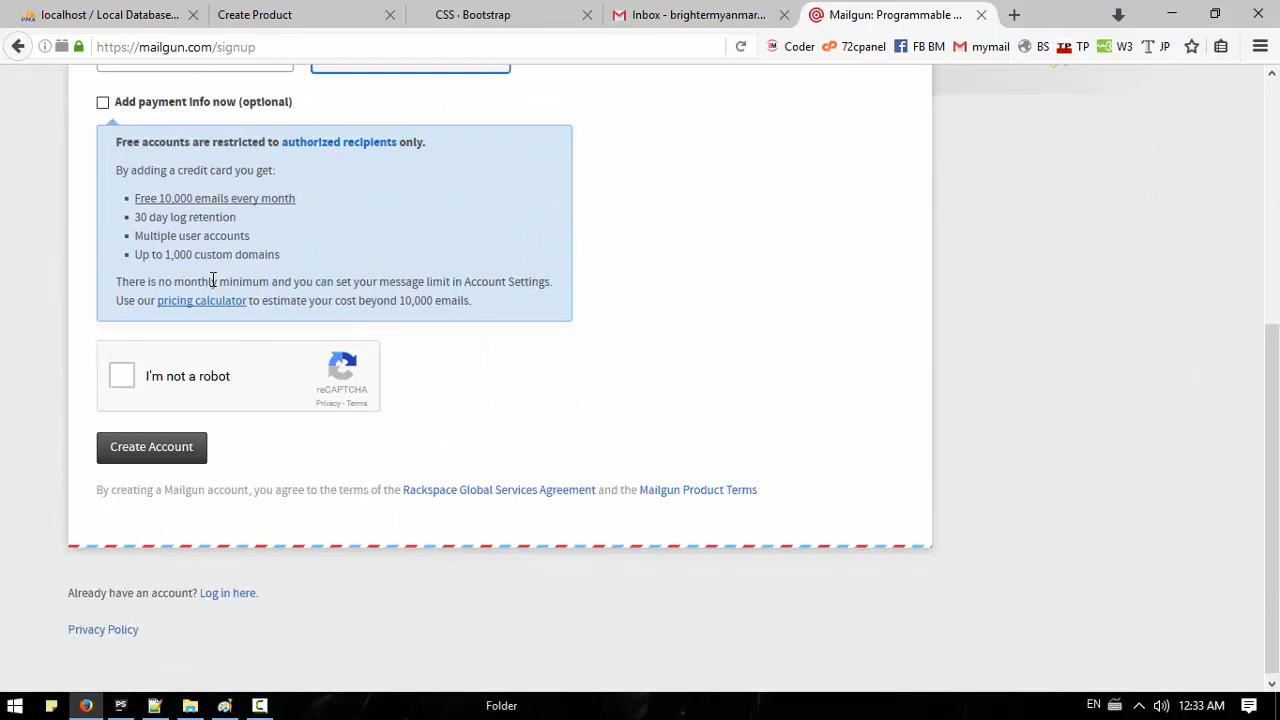 localhost / Local Database...
Create Product
CSS · Bootstrap
Inbox - brightermyanmar...
Mailgun: Programmable ...
https://mailgun.com/signup
Coder
72cpanel
FB BM
mymail
BS
TP
W3
JP
Add payment info now (optional)
Free accounts are restricted to authorized recipients only.
By adding a credit card you get:
Free 10,000 emails every month
30 day log retention
Multiple user accounts
Up to 1,000 custom domains
There is no monthly minimum and you can set your message limit in Account Settings.
Use our pricing calculator to estimate your cost beyond 10,000 emails.
I'm not a robot
reCAPTCHA
Privacy - Terms
Create Account
By creating a Mailgun account, you agree to the terms of the Rackspace Global Services Agreement and the Mailgun Product Terms
Already have an account? Log in here.
Privacy Policy
Folder
EN
12:33 AM